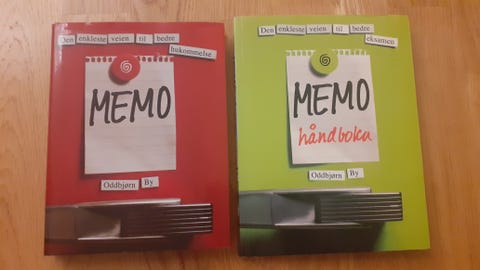 Den enkleste veien til bedre
hukommelse
MEMO
Oddbjørn By
Den enkleste veien til bedre
eksamen
MEMO
håndboka
Oddbjørn By